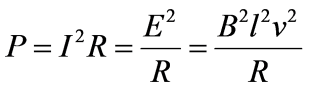 P = I²R = E²/R = B²l²v²/R